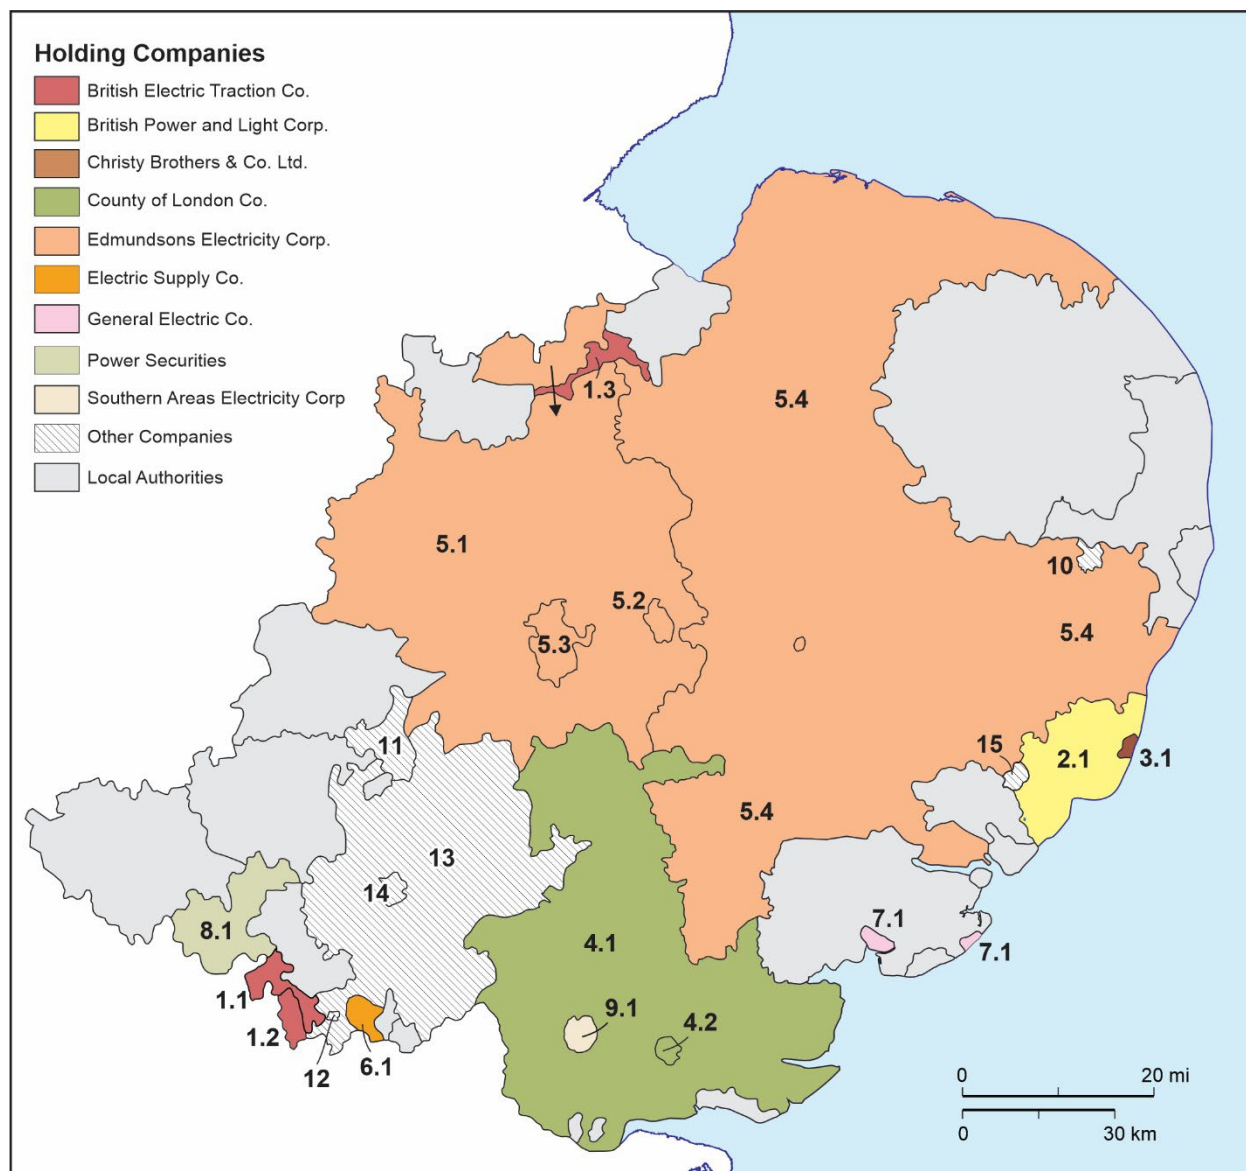 Holding Companies
British Electric Traction Co.
British Power and Light Corp.
Christy Brothers & Co. Ltd.
County of London Co.
Edmundsons Electricity Corp.
Electric Supply Co.
General Electric Co.
Power Securities
Southern Areas Electricity Corp
Other Companies
Local Authorities
1.3
5.4
5.1
10
5.2
5.3
5.4
11
15
2.1
3.1
5.4
13
14
8.1
4.1
7.1
7.1
1.1
9.1
4.2
1.2
12
6.1
0 20 mi
0 30 km